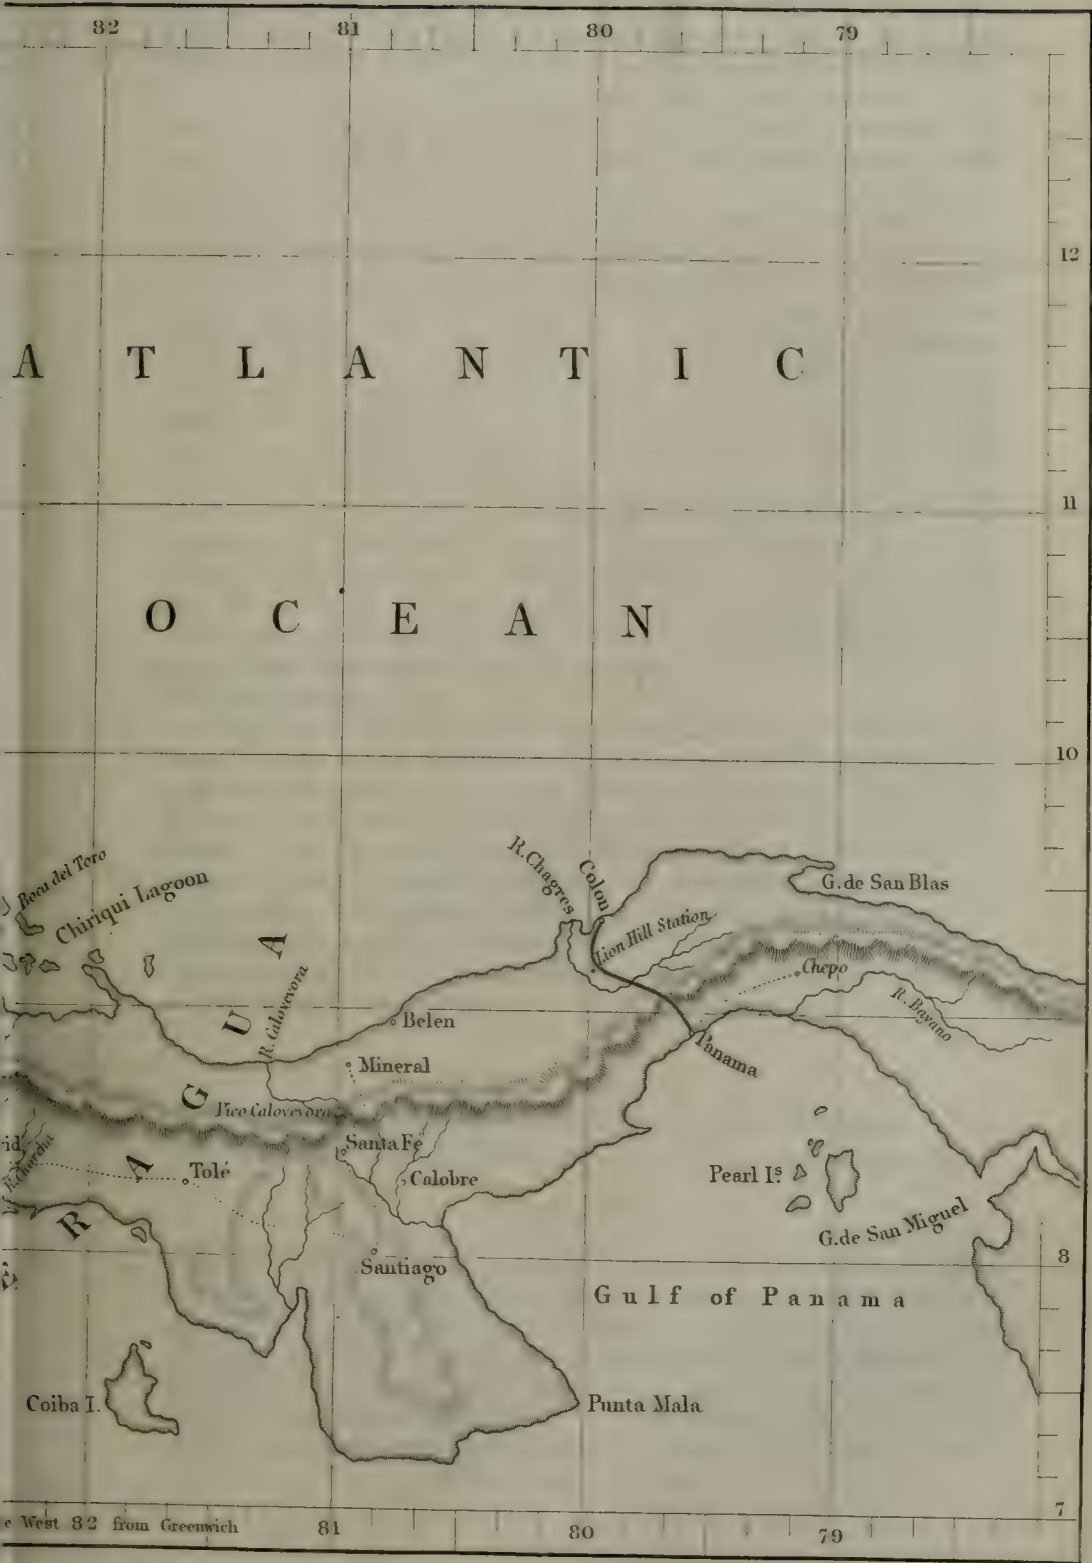 82 81 80 79
12
A T L A N T I C
11
O C E A N
10
Boca del Toro
Chiriqui Lagoon
R. Chagres
Colon
G. de San Blas
Lion Hill Station
Chepo
R. Bayano
R. Calovevora
Belen
Panama
Mineral
Pico Calovevora
Santa Fé
Tolé
Calobre
Pearl Is.
G. de San Miguel
R A G U A
8
Santiago
Gulf of Panama
Coiba I.
Punta Mala
7
e West 82 from Greenwich 81 80 79